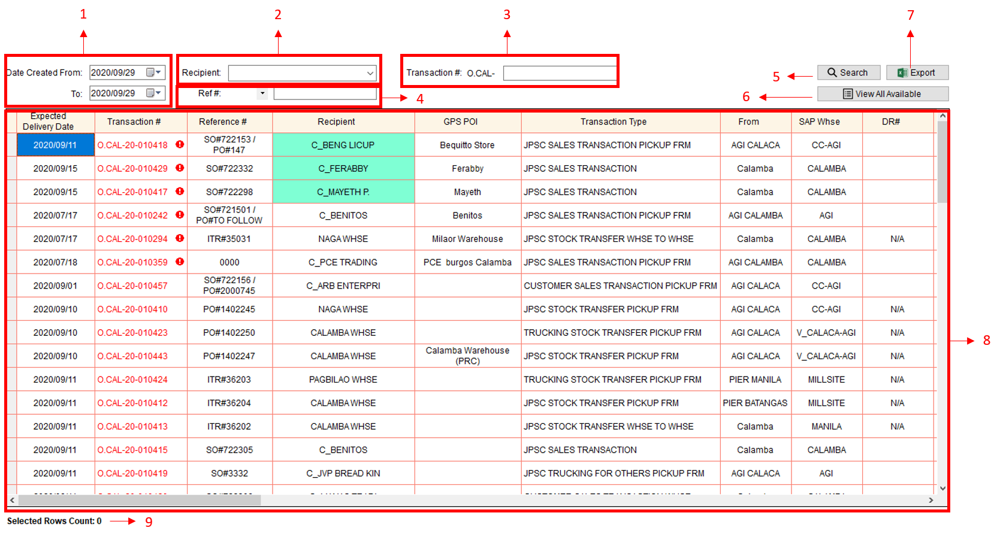 1 2 3 7
Date Created From: 2020/09/29 Recipient: Transaction #: O.CAL- Search Export
5
To: 2020/09/29 Ref #: 4 6 View All Available
Expected Delivery Date Transaction # Reference # Recipient GPS POI Transaction Type From SAP Whse DR#
2020/09/11 O.CAL-20-010418 SO#722153 / PO#147 C_BENG LICUP Bequitto Store JPSC SALES TRANSACTION PICKUP FRM AGI CALACA CC-AGI
2020/09/15 O.CAL-20-010429 SO#722332 C_FERABBY Ferabby JPSC SALES TRANSACTION Calamba CALAMBA
2020/09/15 O.CAL-20-010417 SO#722298 C_MAYETH P. Mayeth JPSC SALES TRANSACTION Calamba CALAMBA
2020/07/17 O.CAL-20-010242 SO#721501 / PO#TO FOLLOW C_BENITOS Benitos JPSC SALES TRANSACTION PICKUP FRM AGI CALAMBA AGI
2020/07/17 O.CAL-20-010294 ITR#35031 NAGA WHSE Milaor Warehouse JPSC STOCK TRANSFER WHSE TO WHSE Calamba CALAMBA N/A
2020/07/18 O.CAL-20-010359 0000 C_PCE TRADING PCE burgos Calamba JPSC SALES TRANSACTION PICKUP FRM AGI CALAMBA CALAMBA
2020/09/01 O.CAL-20-010457 SO#722156 / PO#2000745 C_ARB ENTERPRI CUSTOMER SALES TRANSACTION PICKUP FRM AGI CALACA CC-AGI
2020/09/10 O.CAL-20-010410 PO#1402245 NAGA WHSE JPSC STOCK TRANSFER PICKUP FRM AGI CALACA CC-AGI N/A
2020/09/10 O.CAL-20-010423 PO#1402250 CALAMBA WHSE TRUCKING STOCK TRANSFER PICKUP FRM AGI CALACA V_CALACA-AGI N/A
8
2020/09/10 O.CAL-20-010443 PO#1402247 CALAMBA WHSE Calamba Warehouse (PRC) JPSC STOCK TRANSFER PICKUP FRM AGI CALACA V_CALACA-AGI N/A
2020/09/11 O.CAL-20-010424 ITR#36203 PAGBILAO WHSE TRUCKING STOCK TRANSFER PICKUP FRM PIER MANILA MILLSITE N/A
2020/09/11 O.CAL-20-010412 ITR#36204 CALAMBA WHSE JPSC STOCK TRANSFER PICKUP FRM PIER BATANGAS MILLSITE N/A
2020/09/11 O.CAL-20-010413 ITR#36202 CALAMBA WHSE JPSC STOCK TRANSFER WHSE TO WHSE Calamba MANILA N/A
2020/09/11 O.CAL-20-010415 SO#722305 C_BENITOS JPSC SALES TRANSACTION Calamba CALAMBA
2020/09/11 O.CAL-20-010419 SO#3332 C_JVP BREAD KIN JPSC TRUCKING FOR OTHERS PICKUP FRM AGI CALACA AGI
Selected Rows Count: 0 9